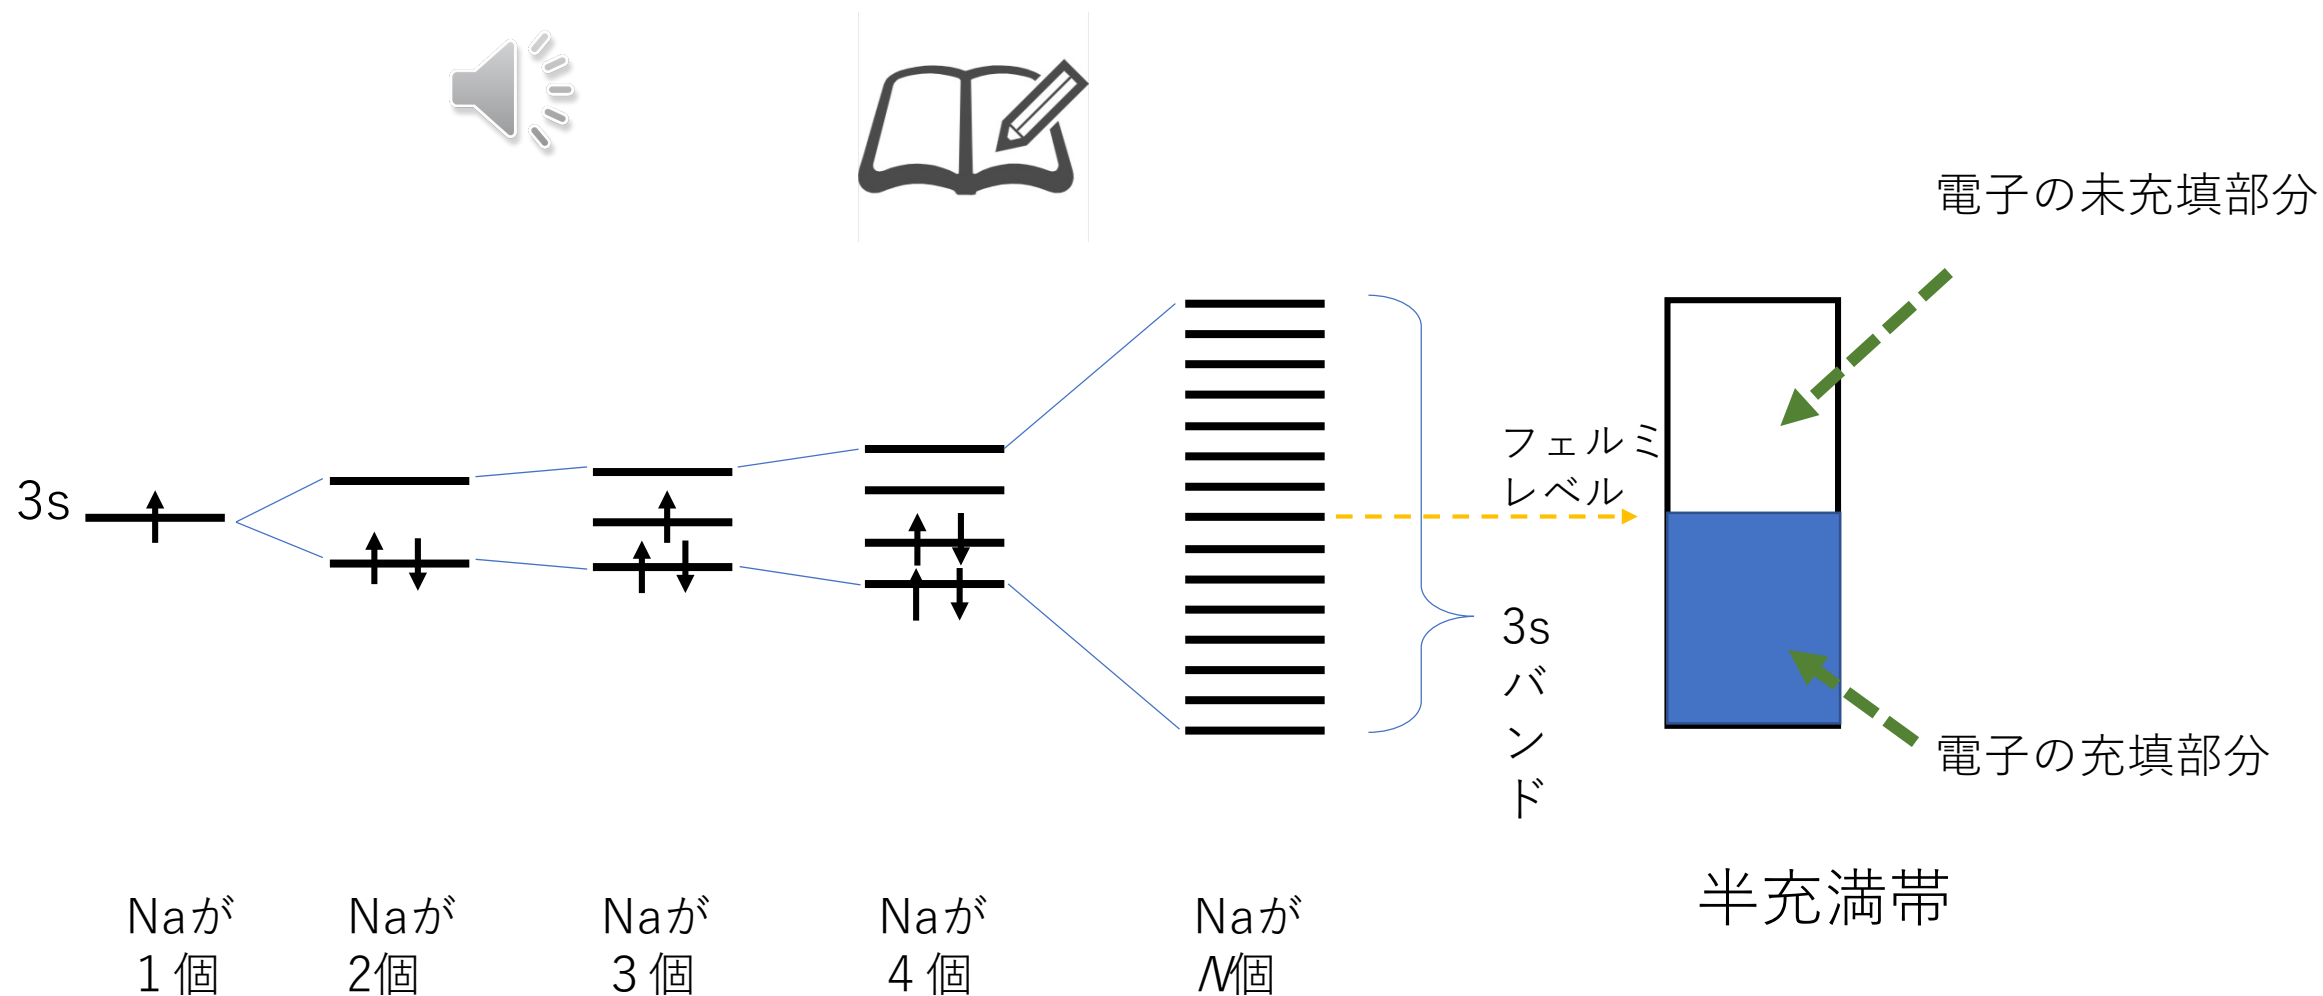 電子の未充填部分
フェルミ
レベル
3s
3s
バ
ン
ド
電子の充填部分
半充満帯
Naが
1個
Naが
2個
Naが
3個
Naが
4個
Naが
N個